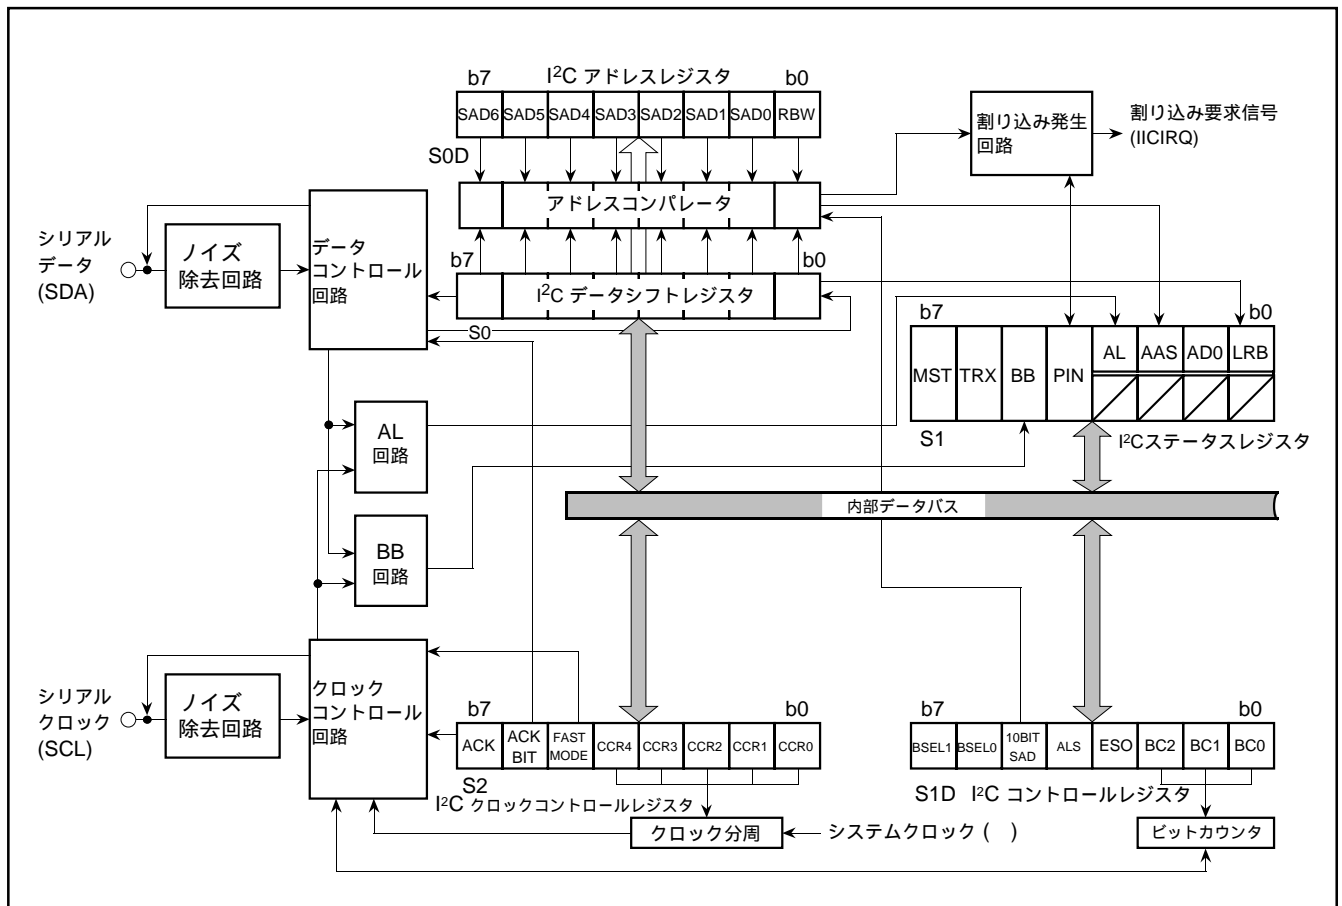 b7 I²C アドレスレジスタ b0
SAD6 SAD5 SAD4 SAD3 SAD2 SAD1 SAD0 RBW
S0D
アドレスコンパレータ
割り込み発生
回路
割り込み要求信号
(IICIRQ)
シリアル
データ
(SDA)
ノイズ
除去回路
データ
コントロール
回路
b7 b0
I²C データシフトレジスタ
S0
b7 b0
MST TRX BB PIN AL AAS AD0 LRB
S1 I²Cステータスレジスタ
AL
回路
内部データバス
BB
回路
シリアル
クロック
(SCL)
ノイズ
除去回路
クロック
コントロール
回路
b7 b0
ACK ACK BIT FAST MODE CCR4 CCR3 CCR2 CCR1 CCR0
S2
I²C クロックコントロールレジスタ
クロック分周
システムクロック ( )
b7 b0
BSEL1 BSEL0 10BIT SAD ALS ESO BC2 BC1 BC0
S1D I²C コントロールレジスタ
ビットカウンタ